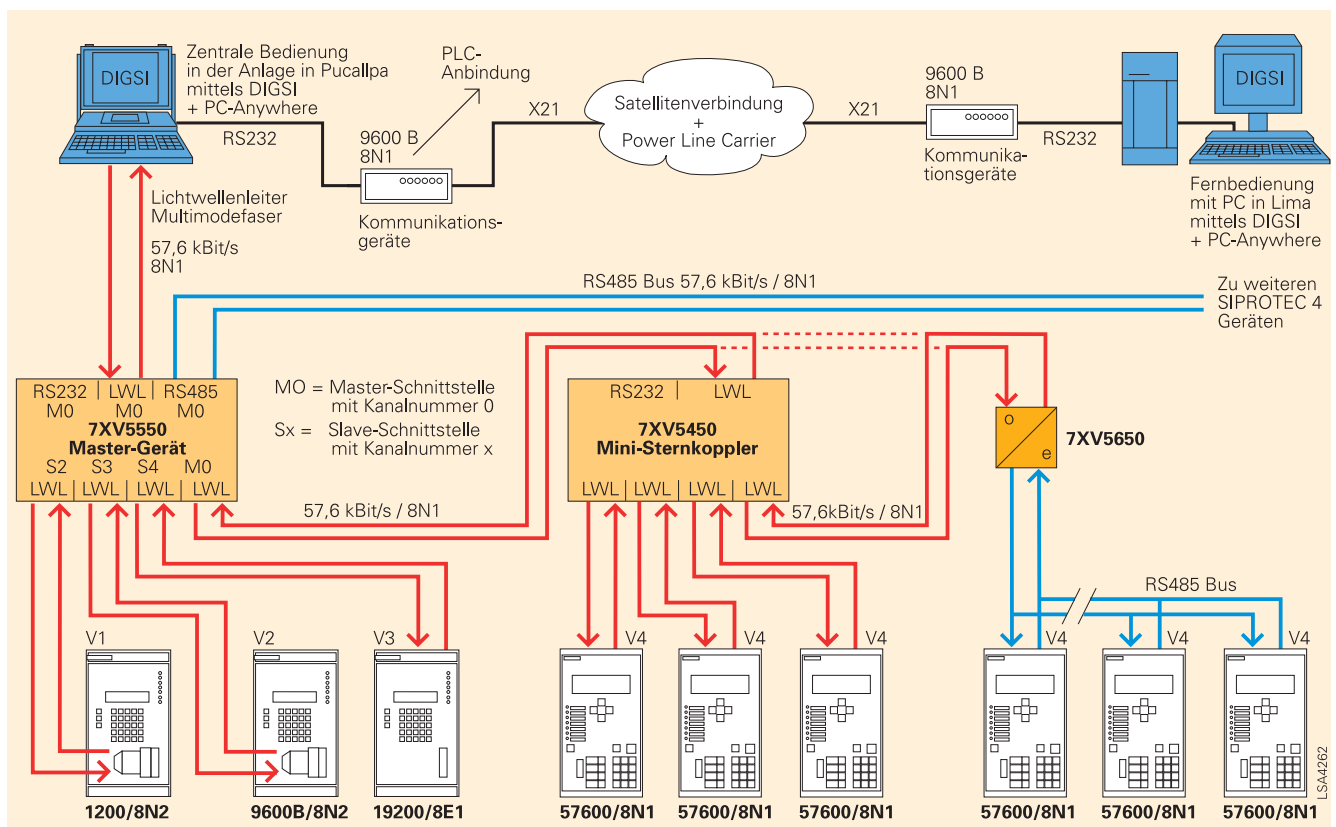 DIGSI
Zentrale Bedienung
in der Anlage in Pucallpa
mittels DIGSI
+ PC-Anywhere
RS232
PLC-
Anbindung
9600 B
8N1
Kommunikations-
geräte
X21
Satellitenverbindung
+
Power Line Carrier
X21
9600 B
8N1
Kommunika-
tionsgeräte
RS232
DIGSI
Fernbedienung
mit PC in Lima
mittels DIGSI
+ PC-Anywhere
Lichtwellenleiter
Multimodefaser
57,6 kBit/s
8N1
RS485 Bus 57,6 kBit/s / 8N1
Zu weiteren
SIPROTEC 4
Geräten
RS232 | LWL | RS485
M0 M0 M0
7XV5550
Master-Gerät
S2 S3 S4 M0
LWL LWL LWL LWL
MO = Master-Schnittstelle
mit Kanalnummer 0
Sx = Slave-Schnittstelle
mit Kanalnummer x
RS232 | LWL
7XV5450
Mini-Sternkoppler
LWL LWL LWL LWL
o
e
7XV5650
57,6 kBit/s / 8N1
57,6kBit/s / 8N1
RS485 Bus
V1
V2
V3
V4
V4
V4
V4
V4
V4
1200/8N2
9600B/8N2
19200/8E1
57600/8N1
57600/8N1
57600/8N1
57600/8N1
57600/8N1
57600/8N1
LSA4262